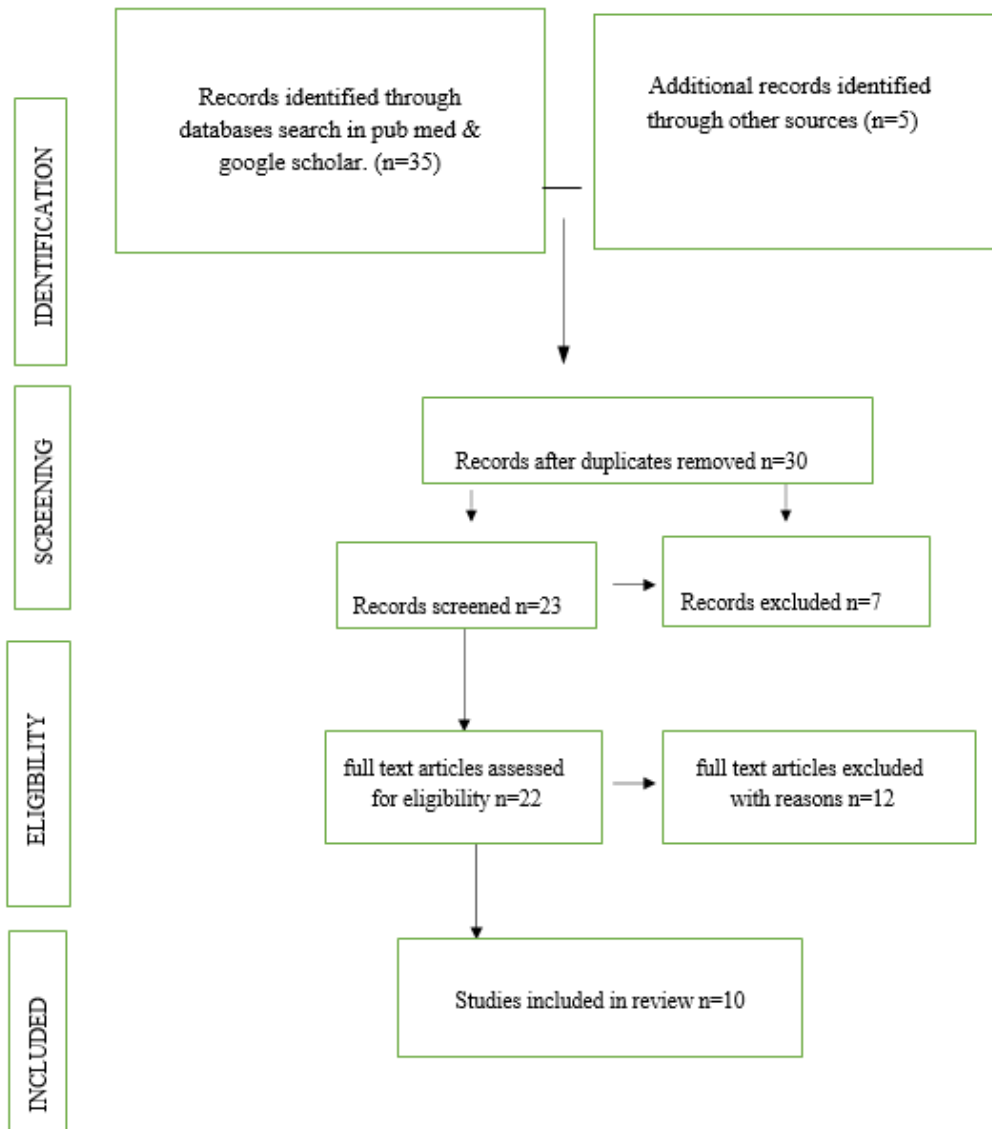 IDENTIFICATION
Records identified through
databases search in pub med &
google scholar. (n=35)
Additional records identified
through other sources (n=5)
SCREENING
Records after duplicates removed n=30
Records screened n=23
Records excluded n=7
ELIGIBILITY
full text articles assessed
for eligibility n=22
full text articles excluded
with reasons n=12
INCLUDED
Studies included in review n=10